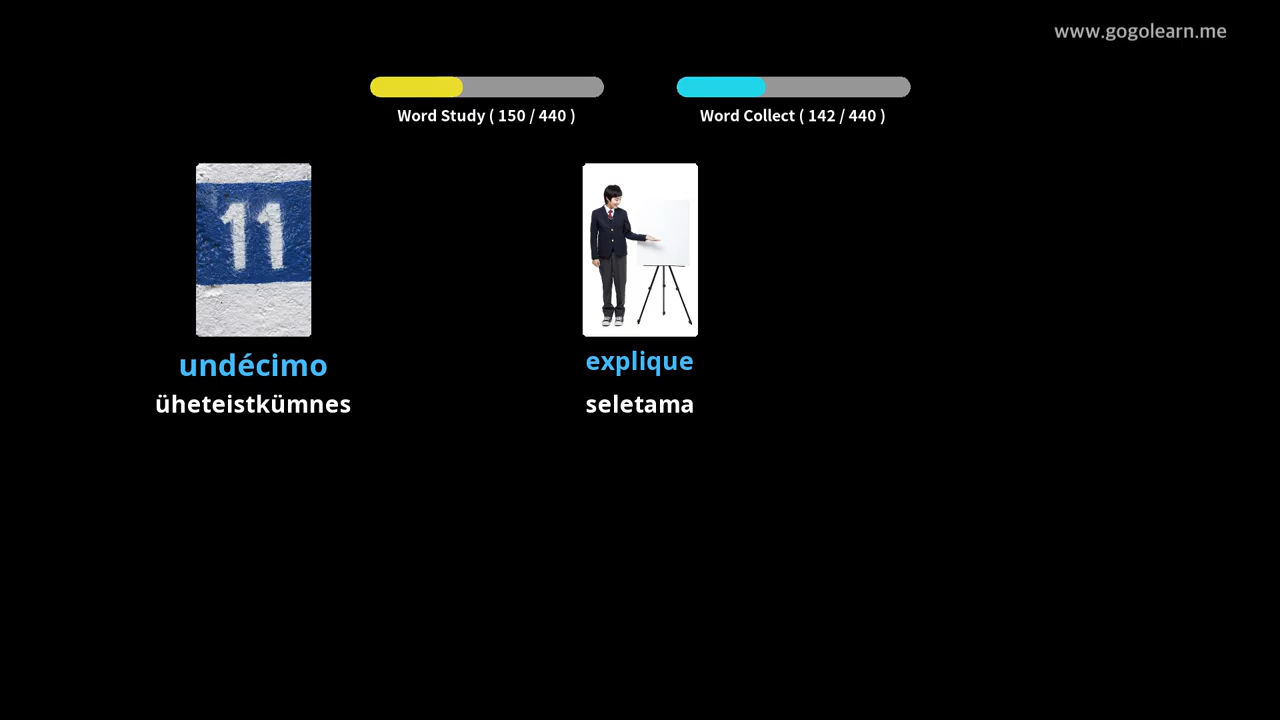 www.gogolearn.me
Word Study ( 150 / 440 )
Word Collect ( 142 / 440 )
11
undécimo
üheteistkümnes
explique
seletama